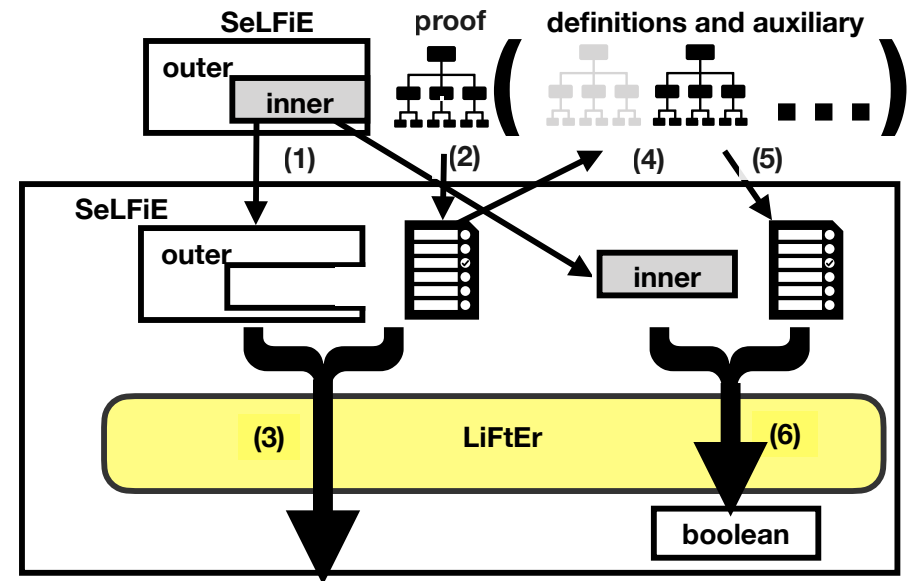 SeLFiE
proof
definitions and auxiliary
outer
inner
(1)
(2)
(4)
(5)
SeLFiE
outer
inner
(3)
LiFtEr
(6)
boolean